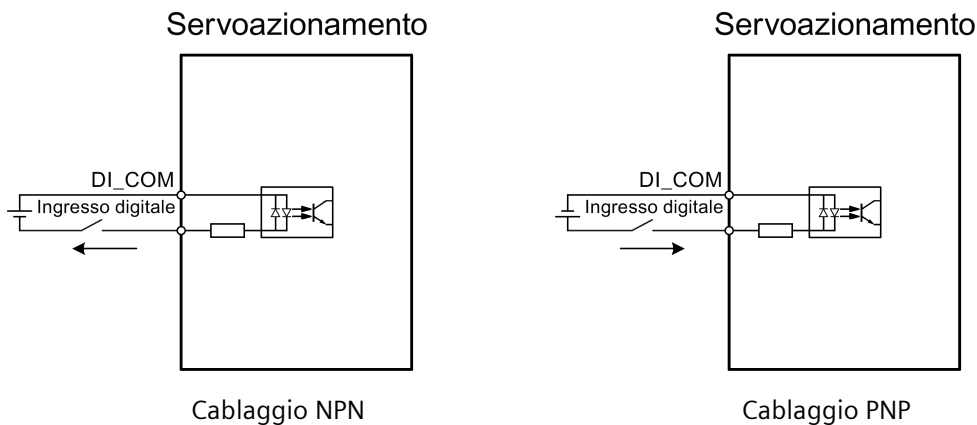 Servoazionamento
DI_COM
Ingresso digitale
Cablaggio NPN
Servoazionamento
DI_COM
Ingresso digitale
Cablaggio PNP